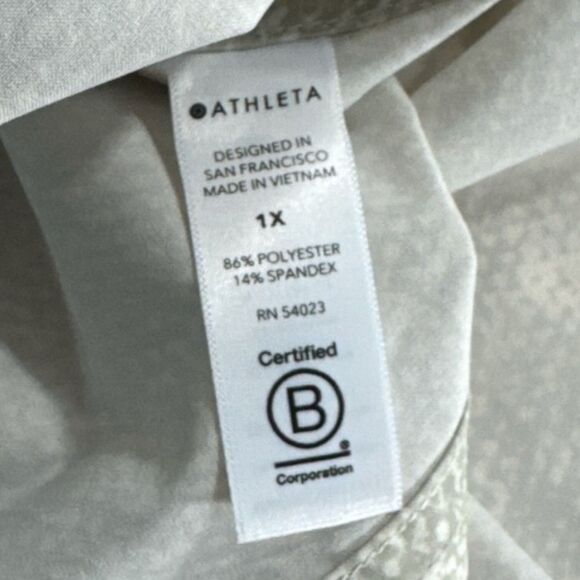 ATHLETA
DESIGNED IN
SAN FRANCISCO
MADE IN VIETNAM
1X
86% POLYESTER
14% SPANDEX
RN 54023
Certified
B
®
Corporation